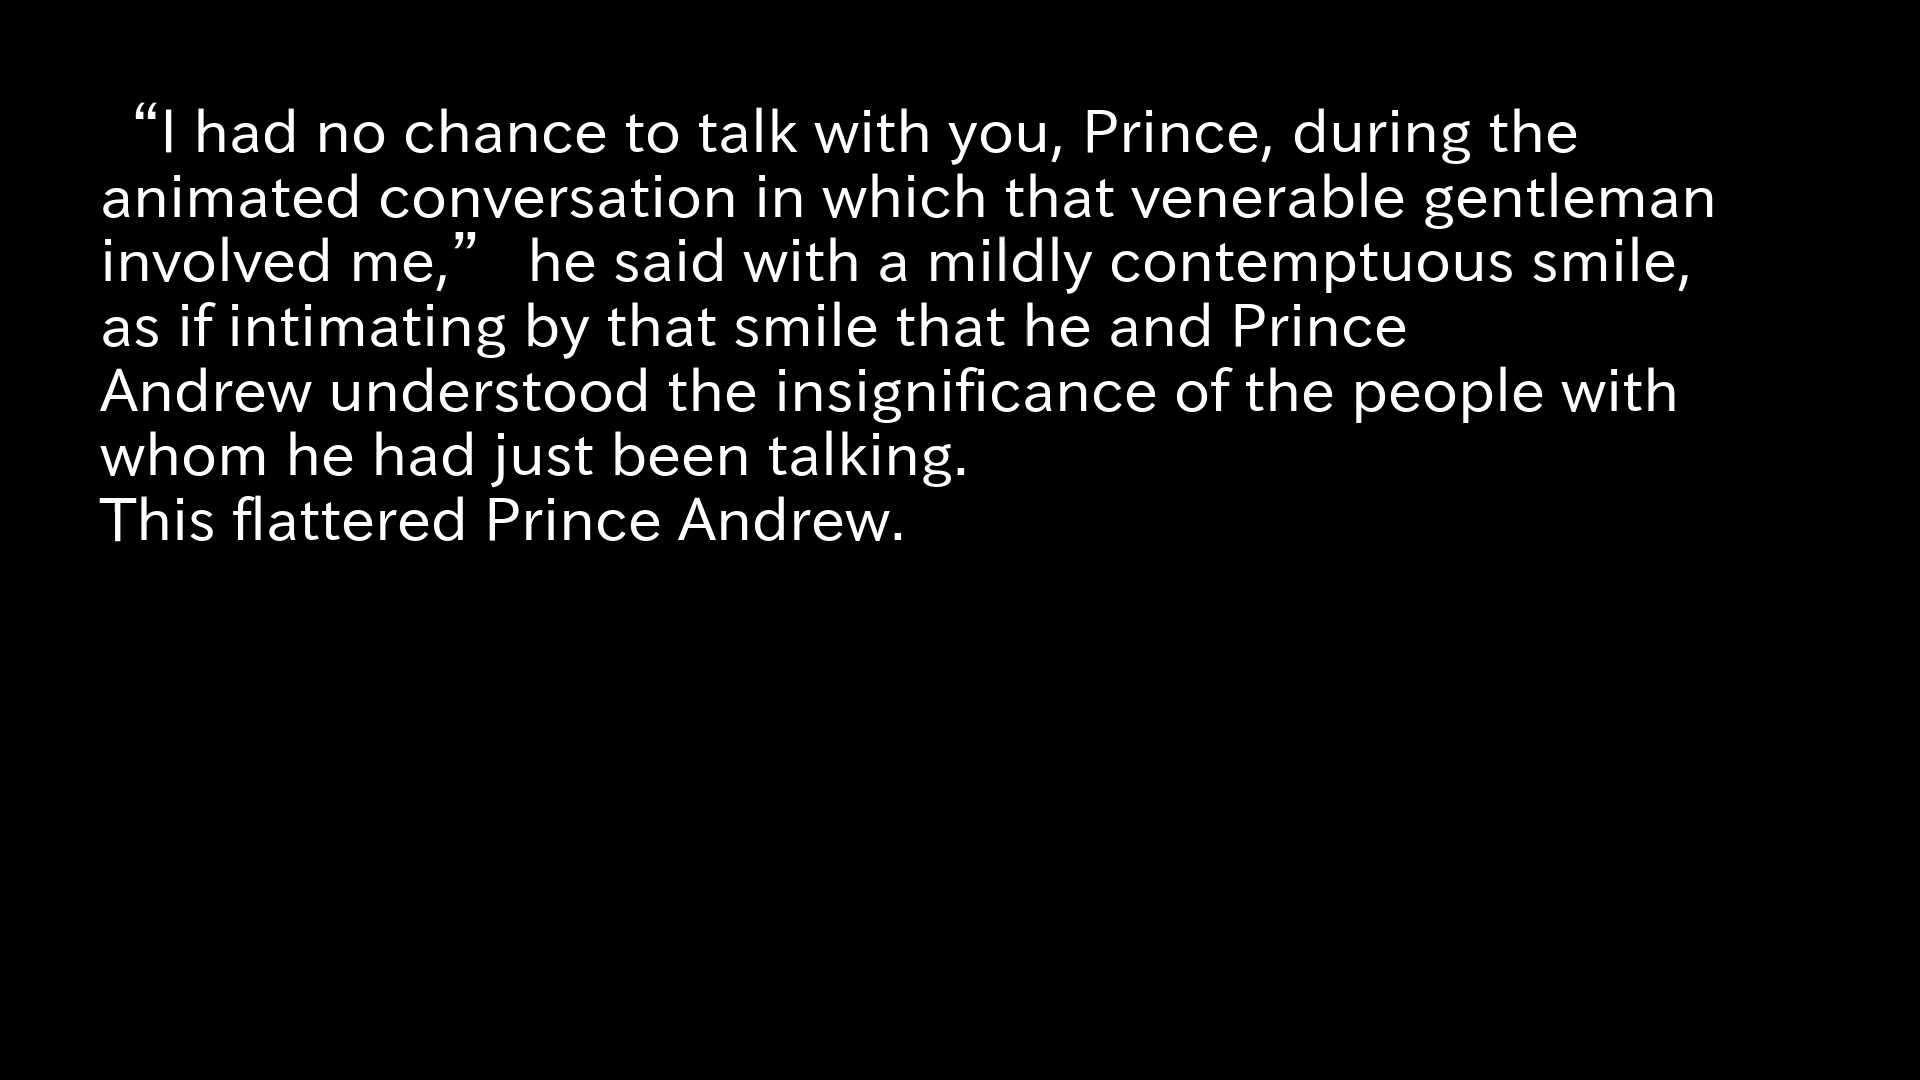 “I had no chance to talk with you, Prince, during the
animated conversation in which that venerable gentleman
involved me,” he said with a mildly contemptuous smile,
as if intimating by that smile that he and Prince
Andrew understood the insignificance of the people with
whom he had just been talking.
This flattered Prince Andrew.